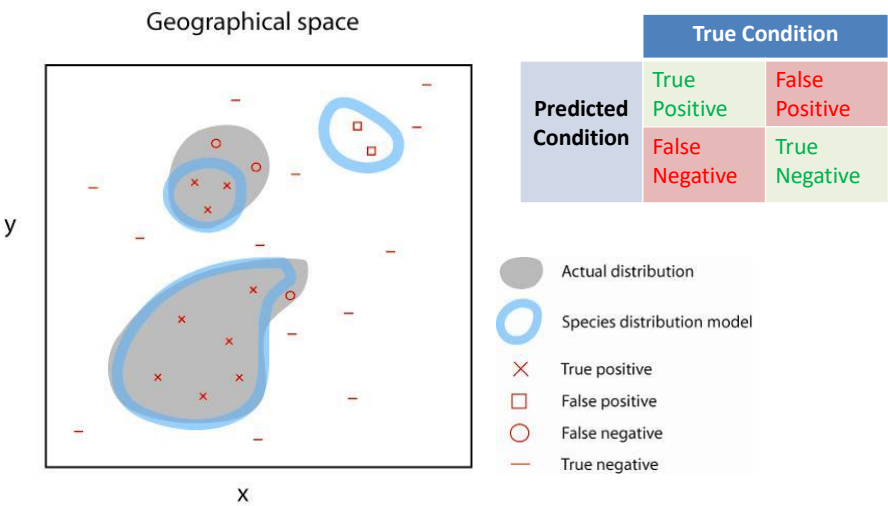 Geographical space
y
x
True Condition
Predicted
Condition
True
Positive
False
Positive
False
Negative
True
Negative
Actual distribution
Species distribution model
True positive
False positive
False negative
True negative